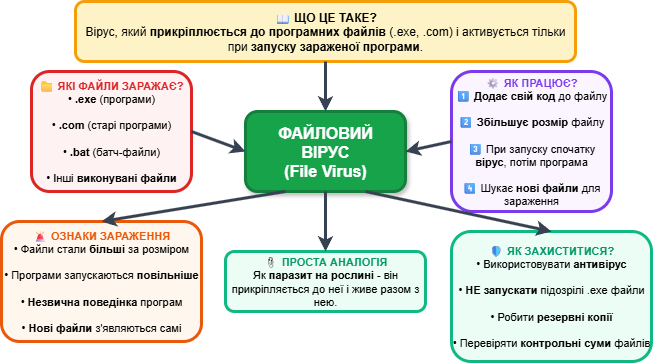 📖 ЩО ЦЕ ТАКЕ?
Вірус, який прикріплюється до програмних файлів (.exe, .com) і активується тільки
при запуску зараженої програми.
📁 ЯКІ ФАЙЛИ ЗАРАЖАЄ?
• .exe (програми)
• .com (старі програми)
• .bat (батч-файли)
• Інші виконувані файли
⚙️ ЯК ПРАЦЮЄ?
1️⃣ Додає свій код до файлу
2️⃣ Збільшує розмір файлу
3️⃣ При запуску спочатку
вірус, потім програма
4️⃣ Шукає нові файли для
зараження
ФАЙЛОВИЙ
ВІРУС
(File Virus)
🚨 ОЗНАКИ ЗАРАЖЕННЯ
• Файли стали більші за розміром
• Програми запускаються повільніше
• Незвична поведінка програм
• Нові файли з'являються самі
ПРОСТА АНАЛОГІЯ
Як паразит на рослині - він
прикріпляється до неї і живе разом з
нею.
🛡️ ЯК ЗАХИСТИТИСЯ?
• Використовувати антивірус
• НЕ запускати підозрілі .exe файли
• Робити резервні копії
• Перевіряти контрольні суми файлів